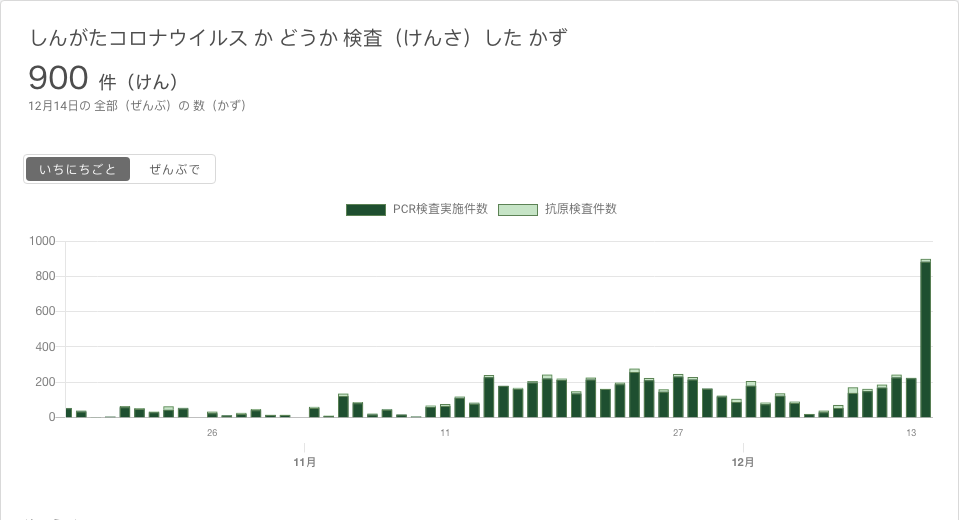 しんがたコロナウイルス か どうか 検査（けんさ）した かず
900 件（けん）
12月14日の 全部（ぜんぶ）の 数（かず）
いちにちごと ぜんぶで
PCR検査実施件数 抗原検査件数
1000
800
600
400
200
0
26 11 27 13
11月 12月